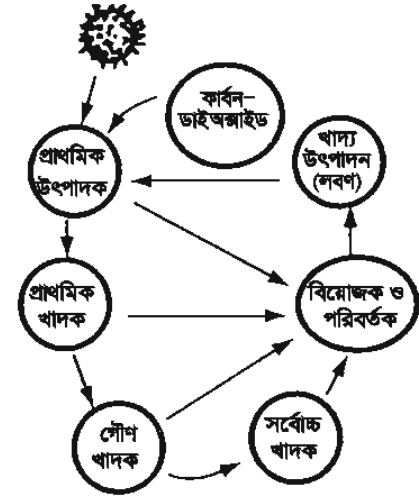 কার্বন-
ডাইঅক্সাইড
প্রাথমিক
উৎপাদক
খাদ্য
উৎপাদন
(লবণ)
প্রাথমিক
খাদক
বিয়োজক ও
পরিবর্তক
গৌণ
খাদক
সর্বোচ্চ
খাদক